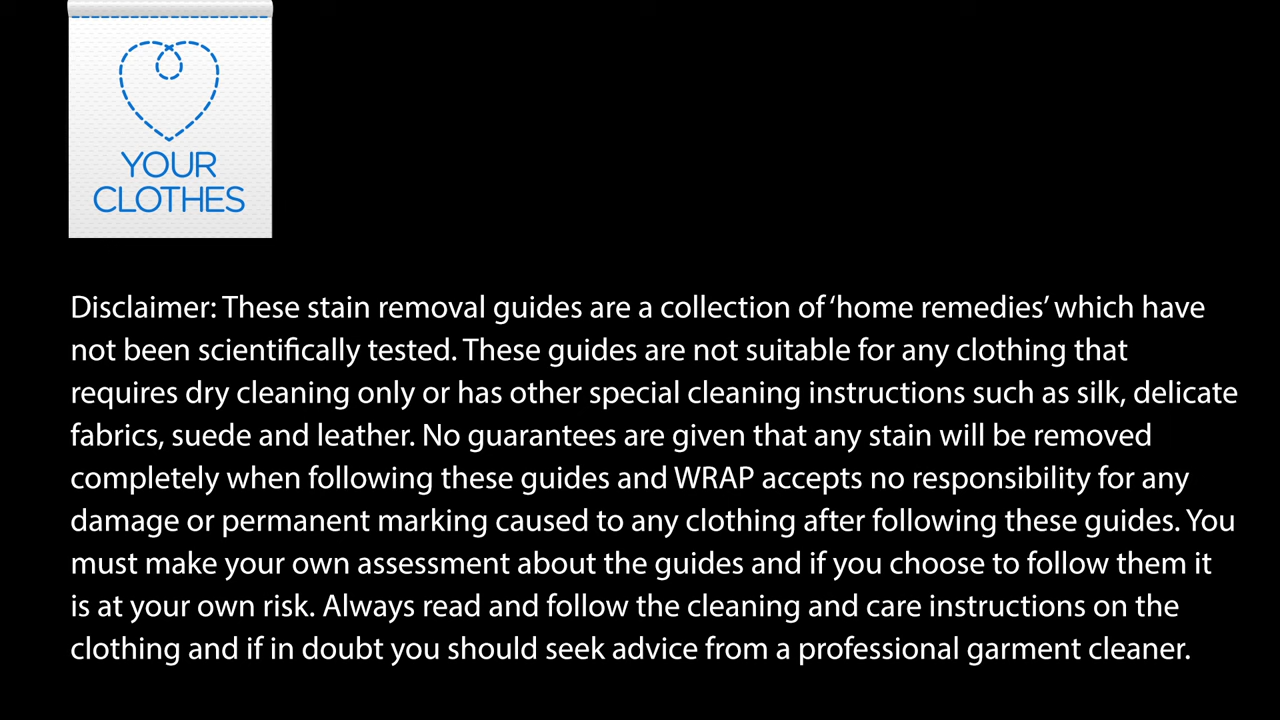 YOUR
CLOTHES
Disclaimer: These stain removal guides are a collection of ‘home remedies’ which have
not been scientifically tested. These guides are not suitable for any clothing that
requires dry cleaning only or has other special cleaning instructions such as silk, delicate
fabrics, suede and leather. No guarantees are given that any stain will be removed
completely when following these guides and WRAP accepts no responsibility for any
damage or permanent marking caused to any clothing after following these guides. You
must make your own assessment about the guides and if you choose to follow them it
is at your own risk. Always read and follow the cleaning and care instructions on the
clothing and if in doubt you should seek advice from a professional garment cleaner.